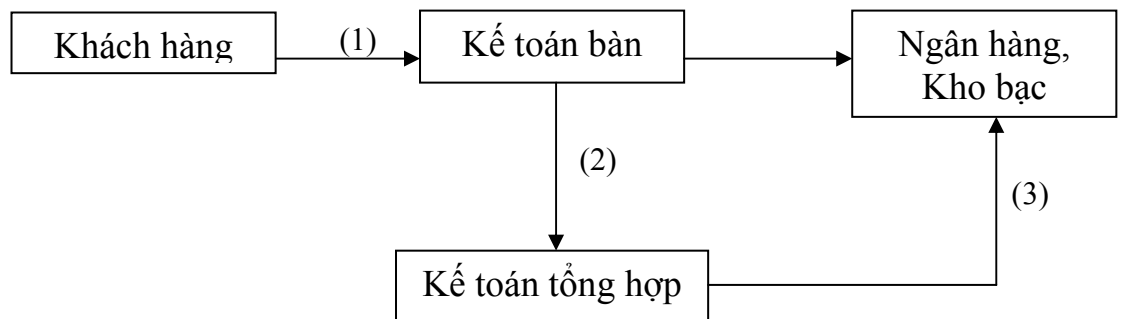 Khách hàng
(1)
Kế toán bàn
Ngân hàng,
Kho bạc
(2)
(3)
Kế toán tổng hợp